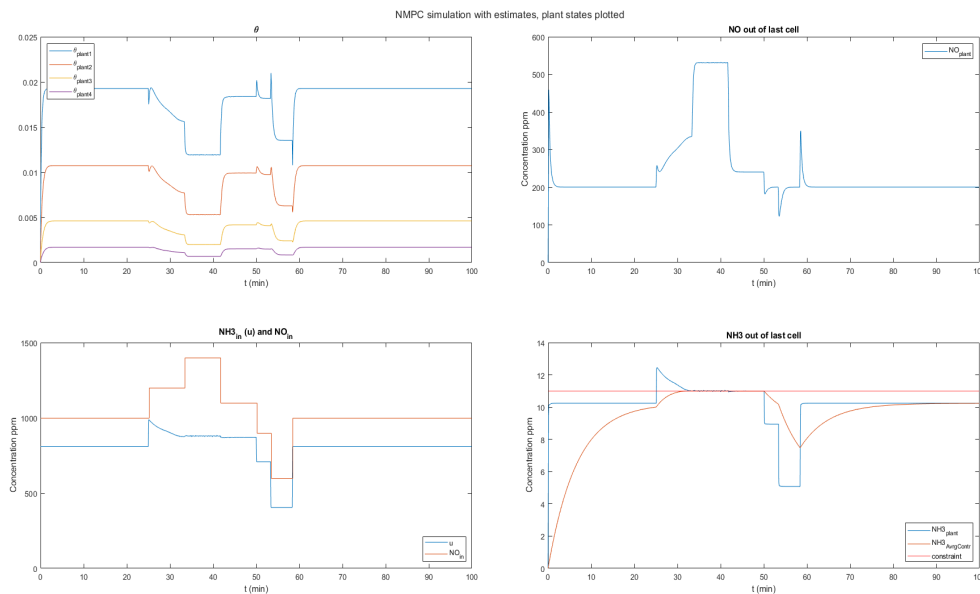 NMPC simulation with estimates, plant states plotted
θ
0.025
0.02
0.015
0.01
0.005
0
θplant1
θplant2
θplant3
θplant4
0 10 20 30 40 50 60 70 80 90 100
t (min)
NO out of last cell
Concentration ppm
600
500
400
300
200
100
0
NOplant
0 10 20 30 40 50 60 70 80 90 100
t (min)
NH3in (u) and NOin
Concentration ppm
1500
1000
500
0
u
NOin
0 10 20 30 40 50 60 70 80 90 100
t (min)
NH3 out of last cell
Concentration ppm
14
12
10
8
6
4
2
0
NH3plant
NH3AvrgContr
constraint
0 10 20 30 40 50 60 70 80 90 100
t (min)